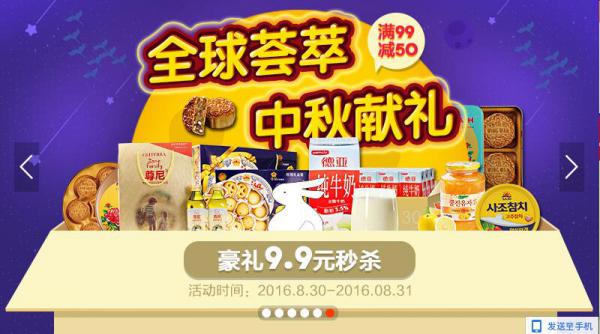 全球荟萃
满99
减50
中秋献礼
尊尼
德亚
纯牛奶
사조참치
豪礼9.9元秒杀
活动时间：2016.8.30-2016.08.31
发送至手机